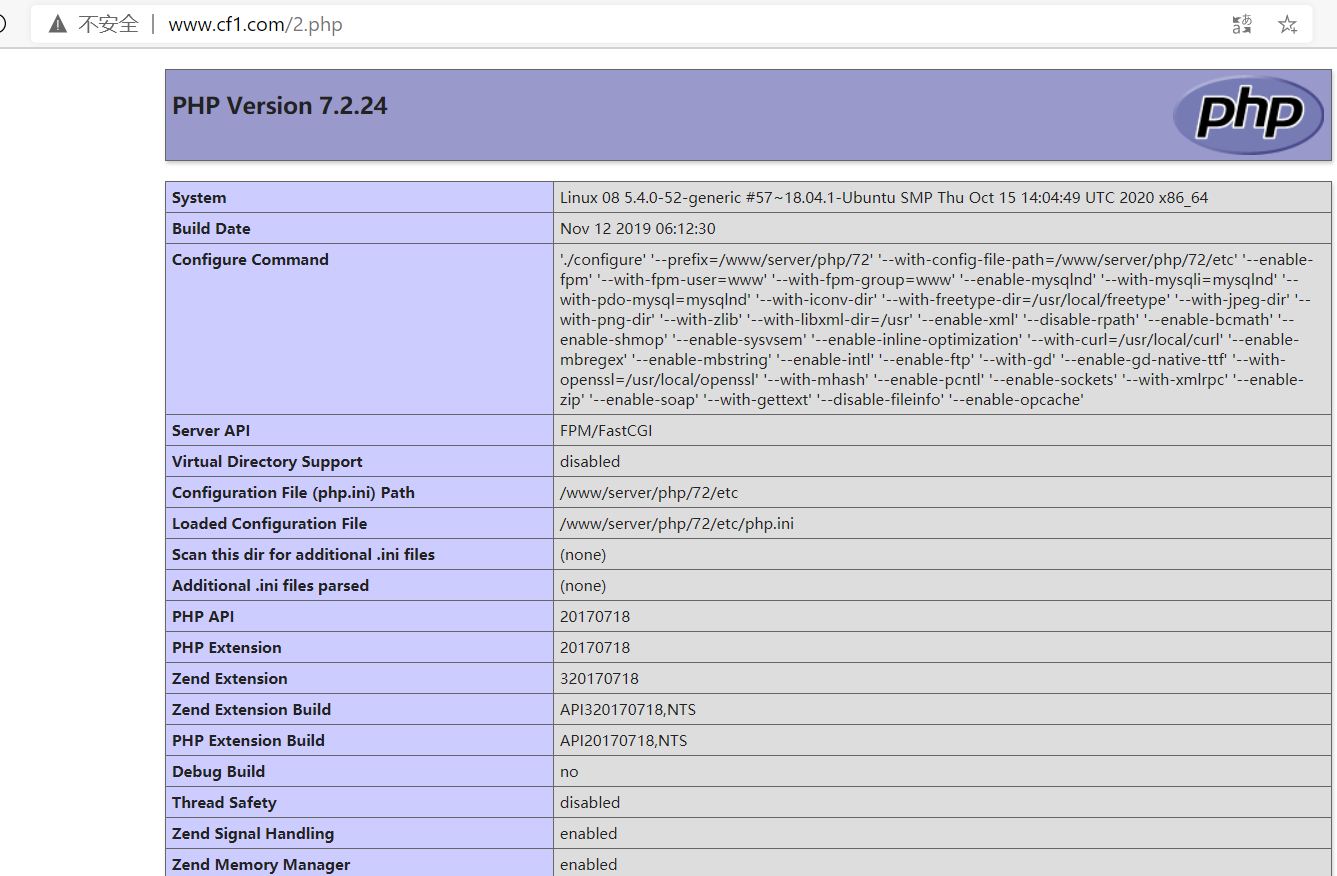 不安全 | www.cf1.com/2.php
PHP Version 7.2.24
php
System Linux 08 5.4.0-52-generic #57~18.04.1-Ubuntu SMP Thu Oct 15 14:04:49 UTC 2020 x86_64
Build Date Nov 12 2019 06:12:30
Configure Command './configure' '--prefix=/www/server/php/72' '--with-config-file-path=/www/server/php/72/etc' '--enable-
fpm' '--with-fpm-user=www' '--with-fpm-group=www' '--enable-mysqlnd' '--with-mysqli=mysqlnd' '--
with-pdo-mysql=mysqlnd' '--with-iconv-dir' '--with-freetype-dir=/usr/local/freetype' '--with-jpeg-dir' '--
with-png-dir' '--with-zlib' '--with-libxml-dir=/usr' '--enable-xml' '--disable-rpath' '--enable-bcmath' '--
enable-shmop' '--enable-sysvsem' '--enable-inline-optimization' '--with-curl=/usr/local/curl' '--enable-
mbregex' '--enable-mbstring' '--enable-intl' '--enable-ftp' '--with-gd' '--enable-gd-native-ttf' '--with-
openssl=/usr/local/openssl' '--with-mhash' '--enable-pcntl' '--enable-sockets' '--with-xmlrpc' '--enable-
zip' '--enable-soap' '--with-gettext' '--disable-fileinfo' '--enable-opcache'
Server API FPM/FastCGI
Virtual Directory Support disabled
Configuration File (php.ini) Path /www/server/php/72/etc
Loaded Configuration File /www/server/php/72/etc/php.ini
Scan this dir for additional .ini files (none)
Additional .ini files parsed (none)
PHP API 20170718
PHP Extension 20170718
Zend Extension 320170718
Zend Extension Build API320170718,NTS
PHP Extension Build API20170718,NTS
Debug Build no
Thread Safety disabled
Zend Signal Handling enabled
Zend Memory Manager enabled